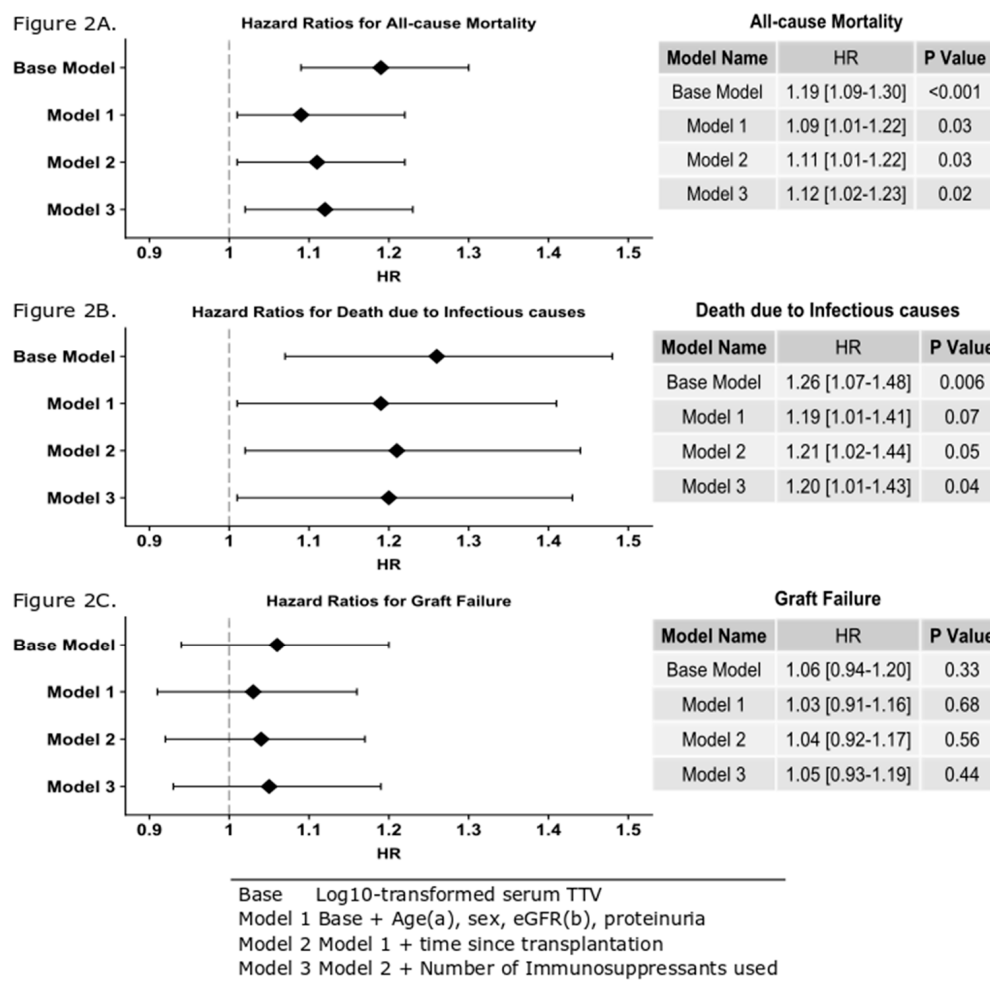 Figure 2A.
Hazard Ratios for All-cause Mortality
Base Model
Model 1
Model 2
Model 3
0.9 1 1.1 1.2 1.3 1.4 1.5
HR
All-cause Mortality
Model Name HR P Value
Base Model 1.19 [1.09-1.30] <0.001
Model 1 1.09 [1.01-1.22] 0.03
Model 2 1.11 [1.01-1.22] 0.03
Model 3 1.12 [1.02-1.23] 0.02
Figure 2B.
Hazard Ratios for Death due to Infectious causes
Base Model
Model 1
Model 2
Model 3
0.9 1 1.1 1.2 1.3 1.4 1.5
HR
Death due to Infectious causes
Model Name HR P Value
Base Model 1.26 [1.07-1.48] 0.006
Model 1 1.19 [1.01-1.41] 0.07
Model 2 1.21 [1.02-1.44] 0.05
Model 3 1.20 [1.01-1.43] 0.04
Figure 2C.
Hazard Ratios for Graft Failure
Base Model
Model 1
Model 2
Model 3
0.9 1 1.1 1.2 1.3 1.4 1.5
HR
Graft Failure
Model Name HR P Value
Base Model 1.06 [0.94-1.20] 0.33
Model 1 1.03 [0.91-1.16] 0.68
Model 2 1.04 [0.92-1.17] 0.56
Model 3 1.05 [0.93-1.19] 0.44
Base Log10-transformed serum TTV
Model 1 Base + Age(a), sex, eGFR(b), proteinuria
Model 2 Model 1 + time since transplantation
Model 3 Model 2 + Number of Immunosuppressants used